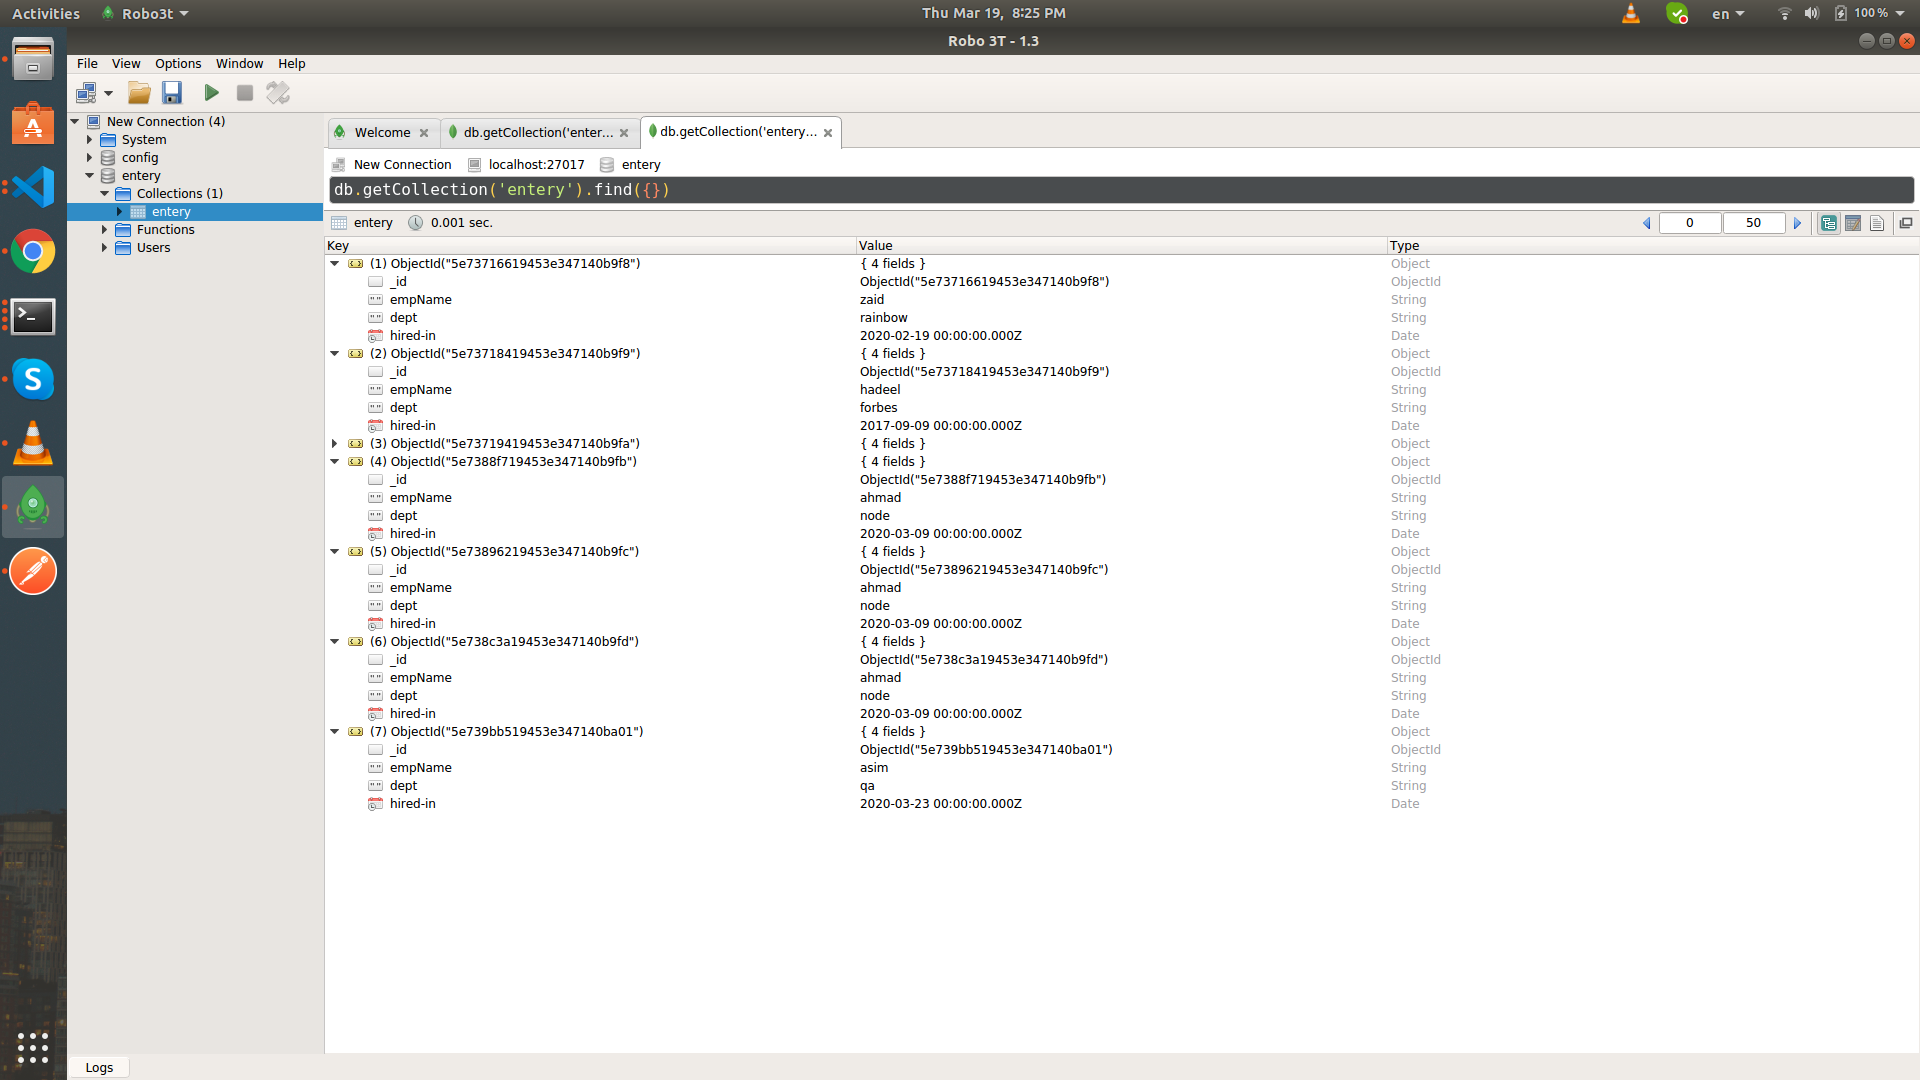 Activities Robo3t Thu Mar 19, 8:25 PM en 100 %
Robo 3T - 1.3
File View Options Window Help
New Connection (4)
System
config
entery
Collections (1)
entery
Functions
Users
Welcome db.getCollection('enter... db.getCollection('entery...
New Connection localhost:27017 entery
db.getCollection('entery').find({})
entery 0.001 sec. 0 50
Key Value Type
(1) ObjectId("5e73716619453e347140b9f8") { 4 fields } Object
_id ObjectId("5e73716619453e347140b9f8") ObjectId
empName zaid String
dept rainbow String
hired-in 2020-02-19 00:00:00.000Z Date
(2) ObjectId("5e73718419453e347140b9f9") { 4 fields } Object
_id ObjectId("5e73718419453e347140b9f9") ObjectId
empName hadeel String
dept forbes String
hired-in 2017-09-09 00:00:00.000Z Date
(3) ObjectId("5e73719419453e347140b9fa") { 4 fields } Object
(4) ObjectId("5e7388f719453e347140b9fb") { 4 fields } Object
_id ObjectId("5e7388f719453e347140b9fb") ObjectId
empName ahmad String
dept node String
hired-in 2020-03-09 00:00:00.000Z Date
(5) ObjectId("5e73896219453e347140b9fc") { 4 fields } Object
_id ObjectId("5e73896219453e347140b9fc") ObjectId
empName ahmad String
dept node String
hired-in 2020-03-09 00:00:00.000Z Date
(6) ObjectId("5e738c3a19453e347140b9fd") { 4 fields } Object
_id ObjectId("5e738c3a19453e347140b9fd") ObjectId
empName ahmad String
dept node String
hired-in 2020-03-09 00:00:00.000Z Date
(7) ObjectId("5e739bb519453e347140ba01") { 4 fields } Object
_id ObjectId("5e739bb519453e347140ba01") ObjectId
empName asim String
dept qa String
hired-in 2020-03-23 00:00:00.000Z Date
Logs